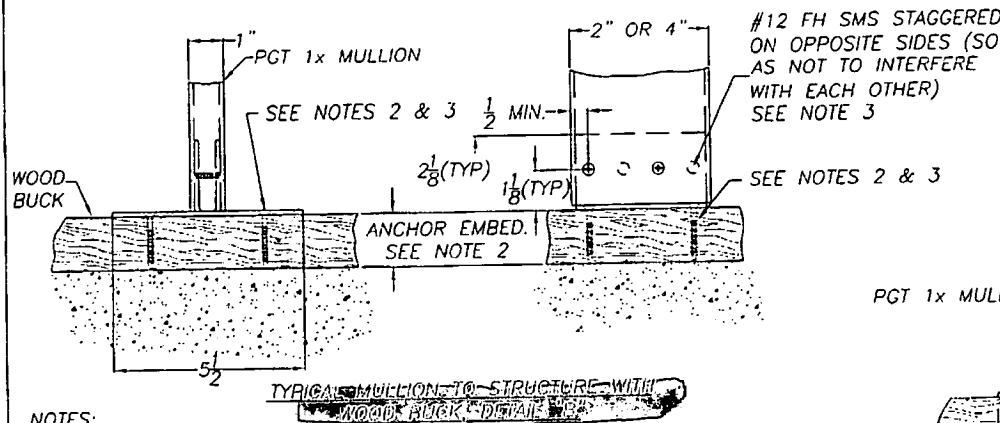 1"
PGT 1x MULLION
SEE NOTES 2 & 3
WOOD
BUCK
5 1/2
ANCHOR EMBED.
SEE NOTE 2
2" OR 4"
1/2 MIN.
2 1/8 (TYP)
1 1/8 (TYP)
#12 FH SMS STAGGERED
ON OPPOSITE SIDES (SO
AS NOT TO INTERFERE
WITH EACH OTHER)
SEE NOTE 3
SEE NOTES 2 & 3
PGT 1x MULL
TYPICAL MULLION TO STRUCTURE WITH
WOOD BUCK, DETAIL "B"
NOTES: